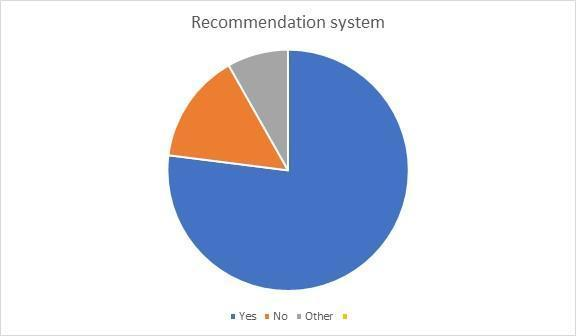 Recommendation system
Yes No Other